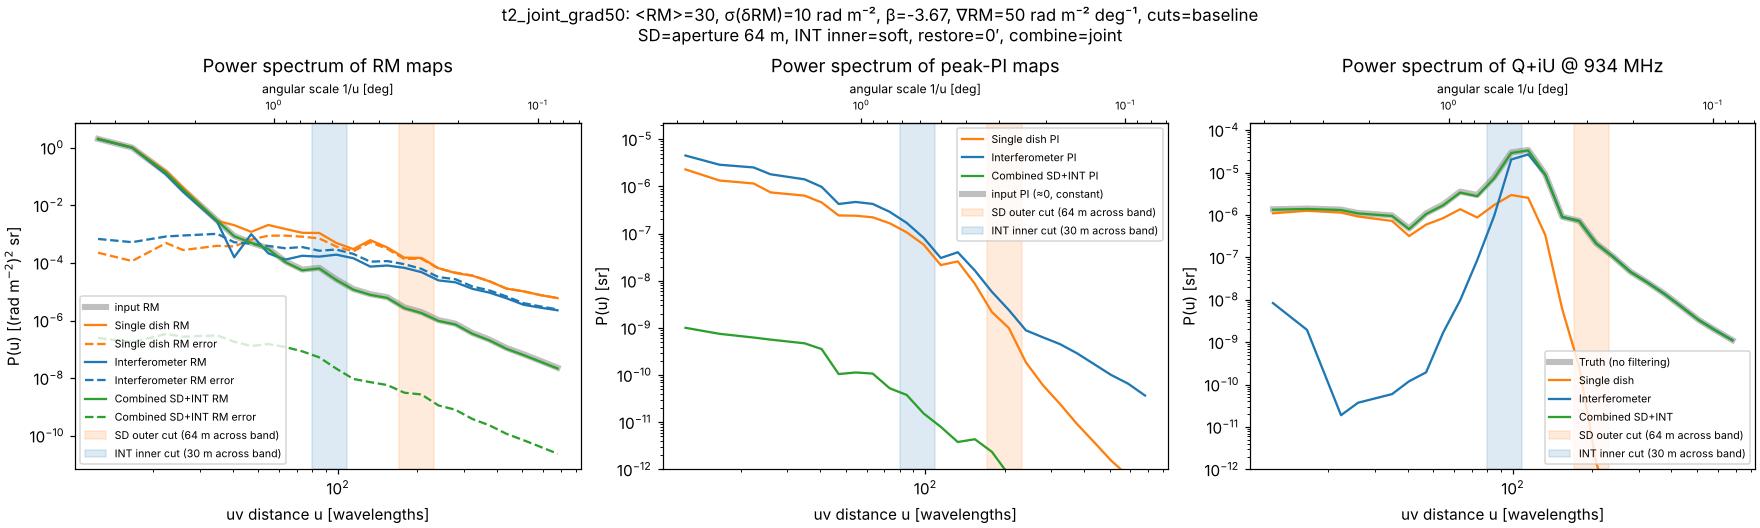 t2_joint_grad50: <RM>=30, σ(δRM)=10 rad m⁻², β=-3.67, ∇RM=50 rad m⁻² deg⁻¹, cuts=baseline
SD=aperture 64 m, INT inner=soft, restore=0′, combine=joint
Power spectrum of RM maps
angular scale 1/u [deg]
10⁰ 10⁻¹
P(u) [(rad m⁻²)² sr]
10⁰
10⁻²
10⁻⁴
10⁻⁶
10⁻⁸
10⁻¹⁰
input RM
Single dish RM
Single dish RM error
Interferometer RM
Interferometer RM error
Combined SD+INT RM
Combined SD+INT RM error
SD outer cut (64 m across band)
INT inner cut (30 m across band)
10²
uv distance u [wavelengths]
Power spectrum of peak-PI maps
angular scale 1/u [deg]
10⁰ 10⁻¹
P(u) [sr]
10⁻⁵
10⁻⁶
10⁻⁷
10⁻⁸
10⁻⁹
10⁻¹⁰
10⁻¹¹
10⁻¹²
Single dish PI
Interferometer PI
Combined SD+INT PI
input PI (≈0, constant)
SD outer cut (64 m across band)
INT inner cut (30 m across band)
10²
uv distance u [wavelengths]
Power spectrum of Q+iU @ 934 MHz
angular scale 1/u [deg]
10⁰ 10⁻¹
P(u) [sr]
10⁻⁴
10⁻⁵
10⁻⁶
10⁻⁷
10⁻⁸
10⁻⁹
10⁻¹⁰
10⁻¹¹
10⁻¹²
Truth (no filtering)
Single dish
Interferometer
Combined SD+INT
SD outer cut (64 m across band)
INT inner cut (30 m across band)
10²
uv distance u [wavelengths]